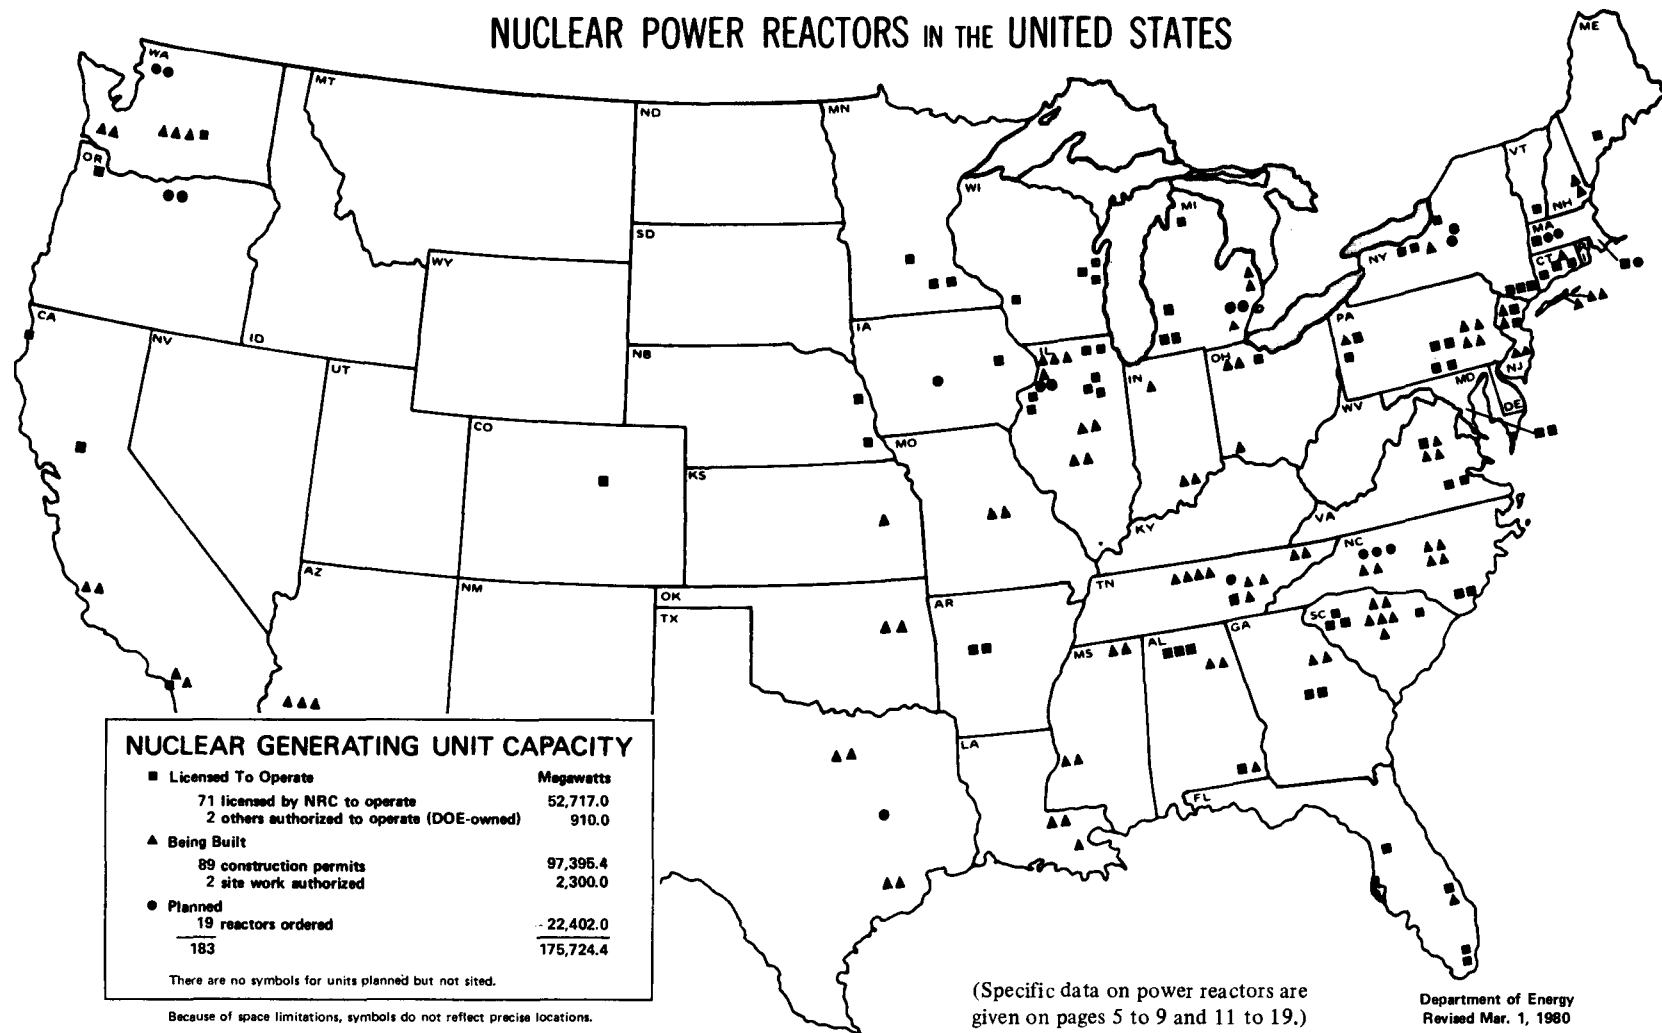 NUCLEAR POWER REACTORS IN THE UNITED STATES
ME
WA
MT
ND
MN
VT
OR
WI
MI
NH
MA
SD
WY
NY
CT
R
I
CA
NV
ID
IA
PA
UT
NB
IL
IN
OH
NJ
MD
DE
WV
CO
MO
KS
KY
VA
AZ
NM
OK
TX
AR
TN
NC
SC
MS
AL
GA
LA
FL
NUCLEAR GENERATING UNIT CAPACITY
■ Licensed To Operate Megawatts
71 licensed by NRC to operate 52,717.0
2 others authorized to operate (DOE-owned) 910.0
▲ Being Built
89 construction permits 97,395.4
2 site work authorized 2,300.0
● Planned
19 reactors ordered 22,402.0
183 175,724.4
There are no symbols for units planned but not sited.
Because of space limitations, symbols do not reflect precise locations.
(Specific data on power reactors are
given on pages 5 to 9 and 11 to 19.)
Department of Energy
Revised Mar. 1, 1980